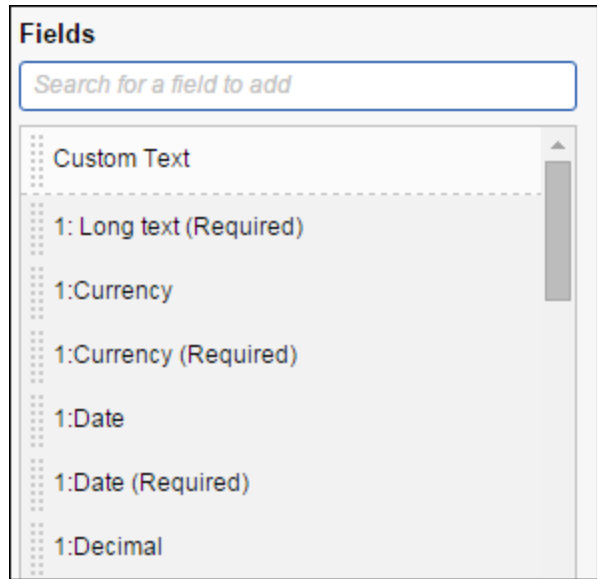 Fields
Search for a field to add
Custom Text
1: Long text (Required)
1:Currency
1:Currency (Required)
1:Date
1:Date (Required)
1:Decimal